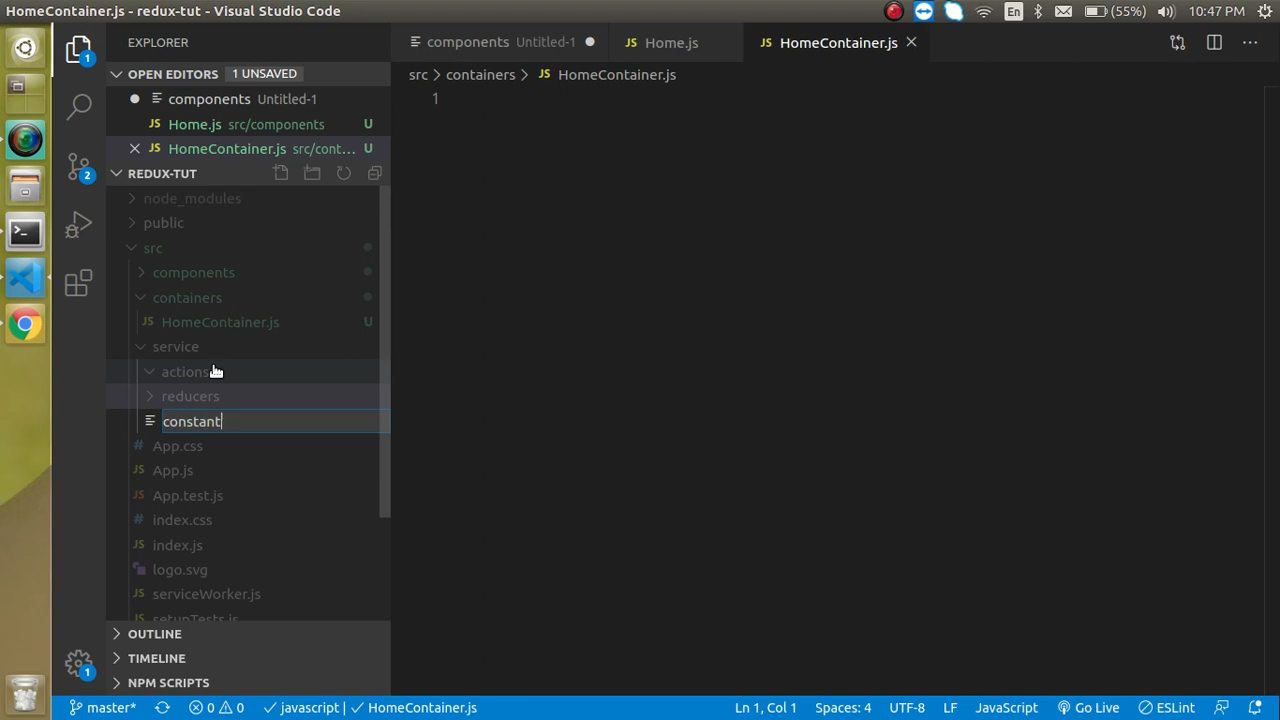 HomeContainer.js - redux-tut - Visual Studio Code
En
(55%)
10:47 PM
EXPLORER
components Untitled-1
Home.js
HomeContainer.js
OPEN EDITORS
1 UNSAVED
src
containers
HomeContainer.js
components Untitled-1
1
Home.js src/components U
HomeContainer.js src/cont... U
REDUX-TUT
node_modules
public
src
components
containers
HomeContainer.js U
service
actions
reducers
constant
App.css
App.js
App.test.js
index.css
index.js
logo.svg
serviceWorker.js
setupTests.js
OUTLINE
TIMELINE
NPM SCRIPTS
1
2
1
master*
0
0
javascript
HomeContainer.js
Ln 1, Col 1
Spaces: 4
UTF-8
LF
JavaScript
Go Live
ESLint